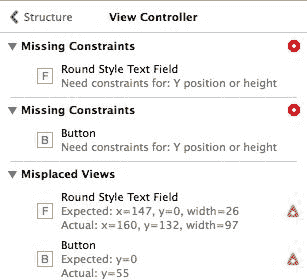 Structure
View Controller
Missing Constraints
F
Round Style Text Field
Need constraints for: Y position or height
Missing Constraints
B
Button
Need constraints for: Y position or height
Misplaced Views
F
Round Style Text Field
Expected: x=147, y=0, width=26
Actual: x=160, y=132, width=97
B
Button
Expected: y=0
Actual: y=55